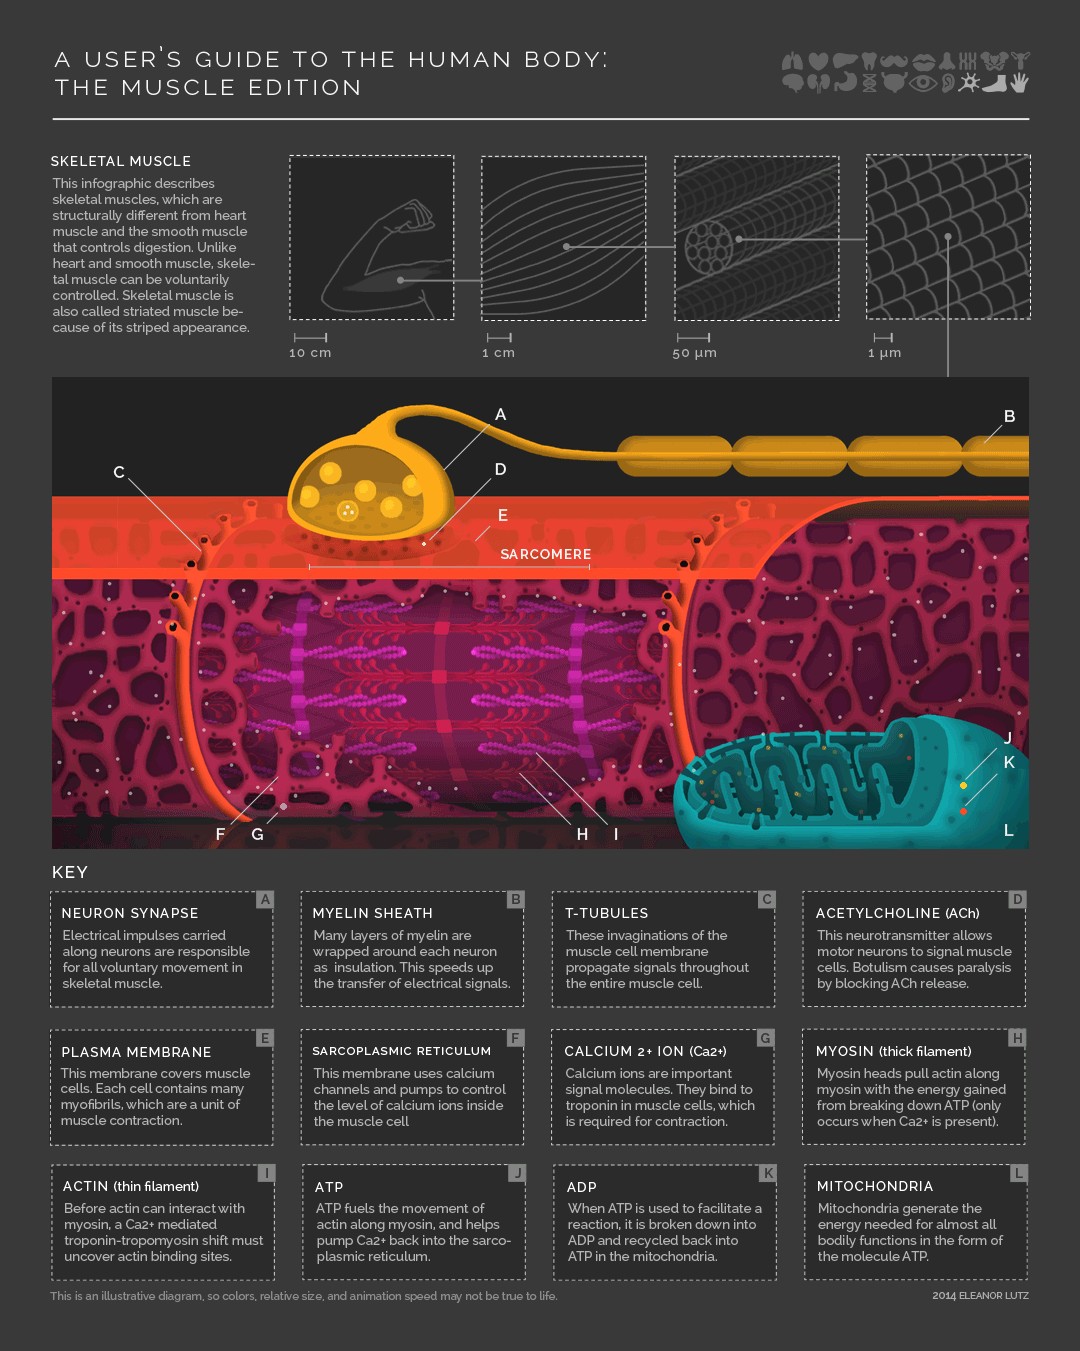 A USER'S GUIDE TO THE HUMAN BODY:
THE MUSCLE EDITION
SKELETAL MUSCLE
This infographic describes
skeletal muscles, which are
structurally different from heart
muscle and the smooth muscle
that controls digestion. Unlike
heart and smooth muscle, skele-
tal muscle can be voluntarily
controlled. Skeletal muscle is
also called striated muscle be-
cause of its striped appearance.
10 cm
1 cm
50 µm
1 µm
A
B
C
D
E
SARCOMERE
J
K
F
G
H
I
L
KEY
A
NEURON SYNAPSE
Electrical impulses carried
along neurons are responsible
for all voluntary movement in
skeletal muscle.
B
MYELIN SHEATH
Many layers of myelin are
wrapped around each neuron
as insulation. This speeds up
the transfer of electrical signals.
C
T-TUBULES
These invaginations of the
muscle cell membrane
propagate signals throughout
the entire muscle cell.
D
ACETYLCHOLINE (ACh)
This neurotransmitter allows
motor neurons to signal muscle
cells. Botulism causes paralysis
by blocking ACh release.
E
PLASMA MEMBRANE
This membrane covers muscle
cells. Each cell contains many
myofibrils, which are a unit of
muscle contraction.
F
SARCOPLASMIC RETICULUM
This membrane uses calcium
channels and pumps to control
the level of calcium ions inside
the muscle cell
G
CALCIUM 2+ ION (Ca2+)
Calcium ions are important
signal molecules. They bind to
troponin in muscle cells, which
is required for contraction.
H
MYOSIN (thick filament)
Myosin heads pull actin along
myosin with the energy gained
from breaking down ATP (only
occurs when Ca2+ is present).
I
ACTIN (thin filament)
Before actin can interact with
myosin, a Ca2+ mediated
troponin-tropomyosin shift must
uncover actin binding sites.
J
ATP
ATP fuels the movement of
actin along myosin, and helps
pump Ca2+ back into the sarco-
plasmic reticulum.
K
ADP
When ATP is used to facilitate a
reaction, it is broken down into
ADP and recycled back into
ATP in the mitochondria.
L
MITOCHONDRIA
Mitochondria generate the
energy needed for almost all
bodily functions in the form of
the molecule ATP.
This is an illustrative diagram, so colors, relative size, and animation speed may not be true to life.
2014 ELEANOR LUTZ